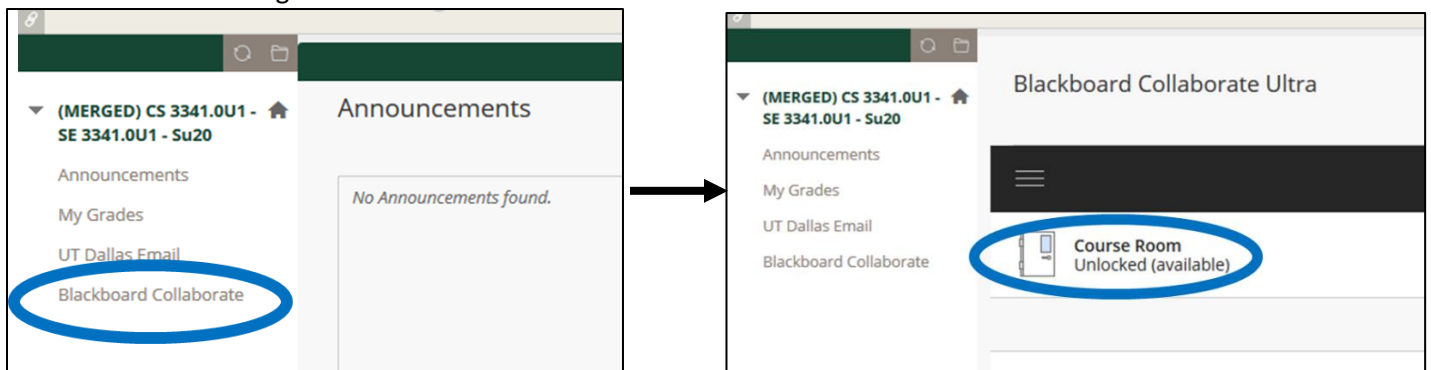 (MERGED) CS 3341.0U1 -
SE 3341.0U1 - Su20
Announcements
My Grades
UT Dallas Email
Blackboard Collaborate
Announcements
No Announcements found.
(MERGED) CS 3341.0U1 -
SE 3341.0U1 - Su20
Announcements
My Grades
UT Dallas Email
Blackboard Collaborate
Blackboard Collaborate Ultra
Course Room
Unlocked (available)